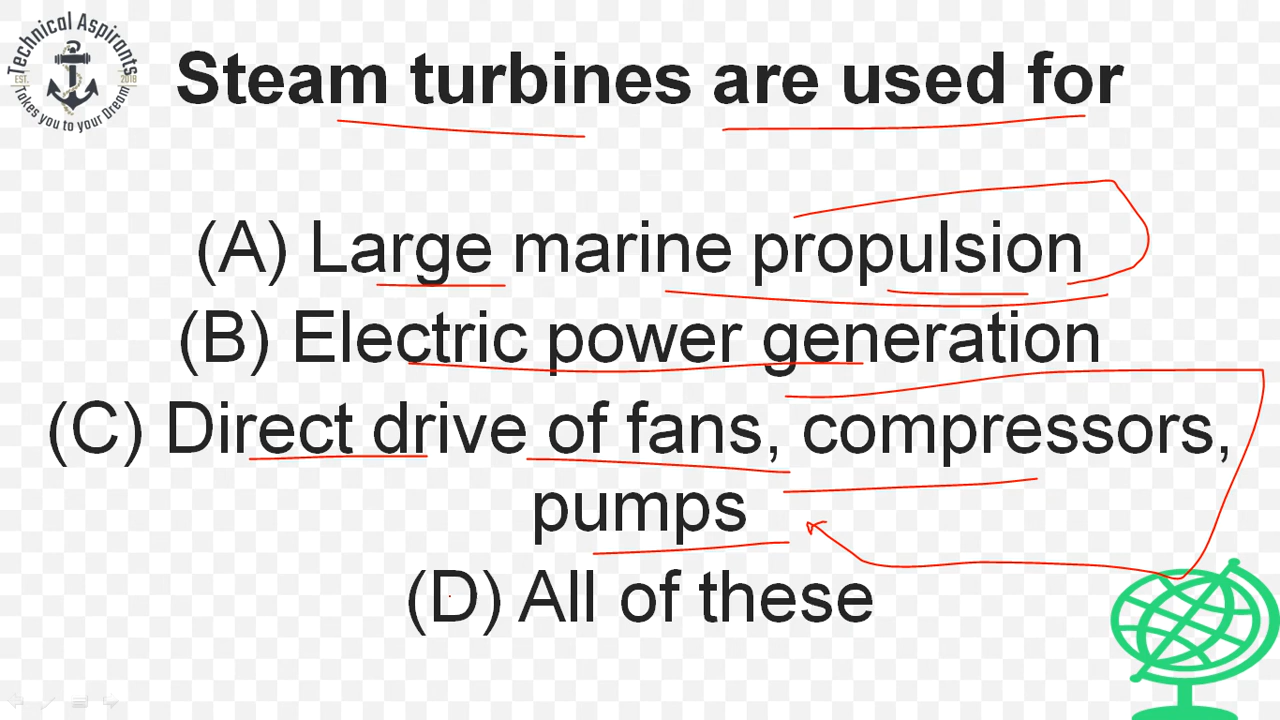 Technical Aspirants
EST. 2018
Takes you to your Dream
Steam turbines are used for
(A) Large marine propulsion
(B) Electric power generation
(C) Direct drive of fans, compressors,
pumps
(D) All of these